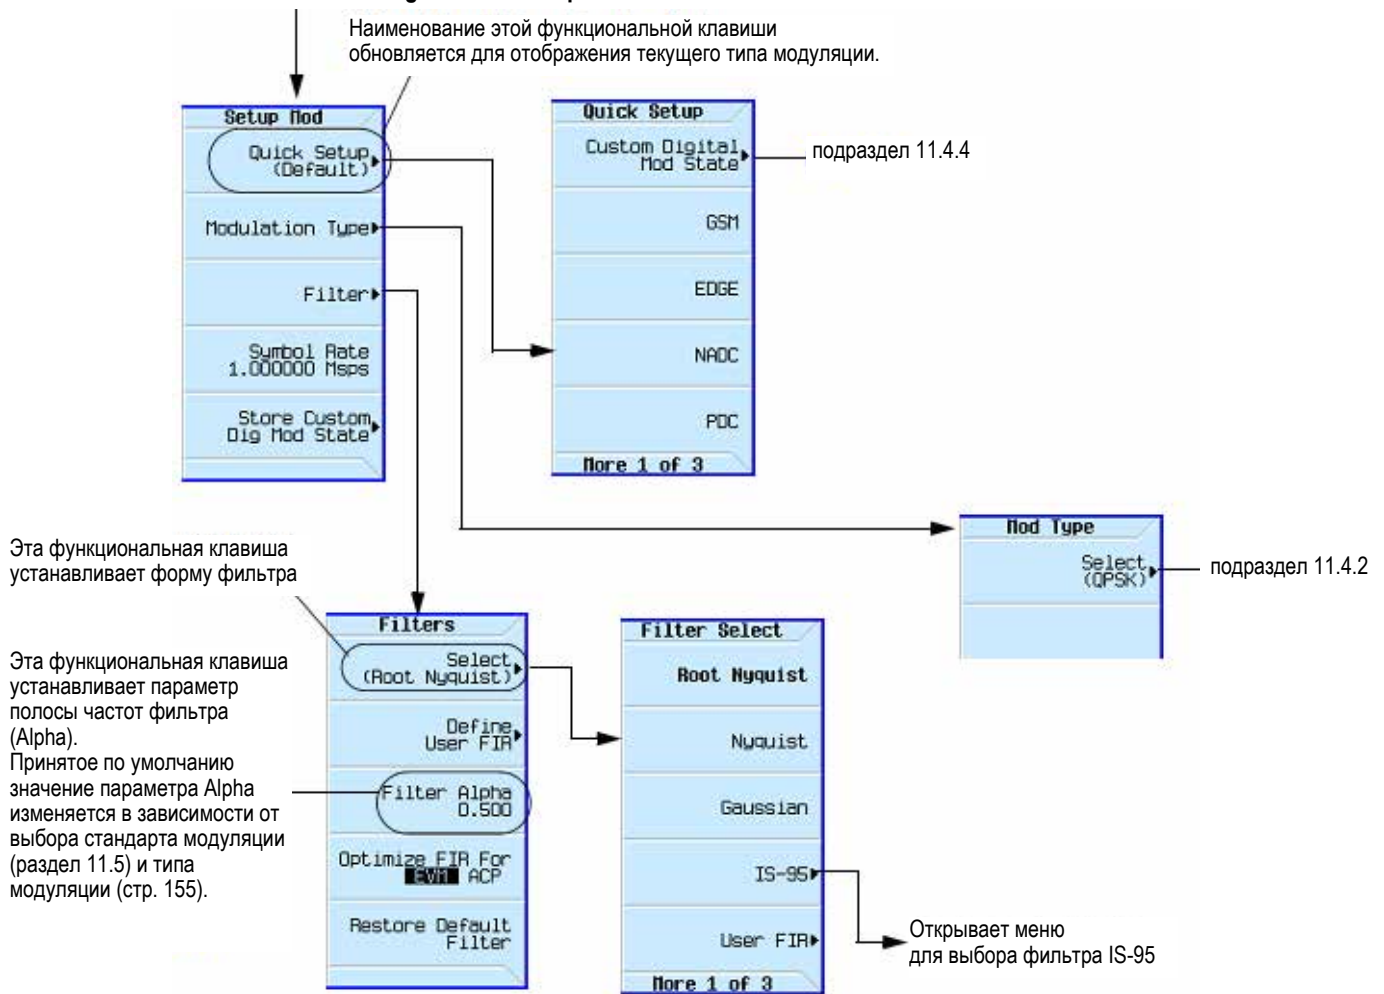 Наименование этой функциональной клавиши
обновляется для отображения текущего типа модуляции.
Setup Mod
Quick Setup
(Default)
Modulation Type
Filter
Symbol Rate
1.000000 Msps
Store Custom
Dig Mod State
Quick Setup
Custom Digital
Mod State
GSM
EDGE
NADC
PDC
More 1 of 3
подраздел 11.4.4
Mod Type
Select
(QPSK)
подраздел 11.4.2
Эта функциональная клавиша
устанавливает форму фильтра
Эта функциональная клавиша
устанавливает параметр
полосы частот фильтра
(Alpha).
Принятое по умолчанию
значение параметра Alpha
изменяется в зависимости от
выбора стандарта модуляции
(раздел 11.5) и типа
модуляции (стр. 155).
Filters
Select
(Root Nyquist)
Define
User FIR
Filter Alpha
0.500
Optimize FIR For
EVM ACP
Restore Default
Filter
Filter Select
Root Nyquist
Nyquist
Gaussian
IS-95
User FIR
More 1 of 3
Открывает меню
для выбора фильтра IS-95